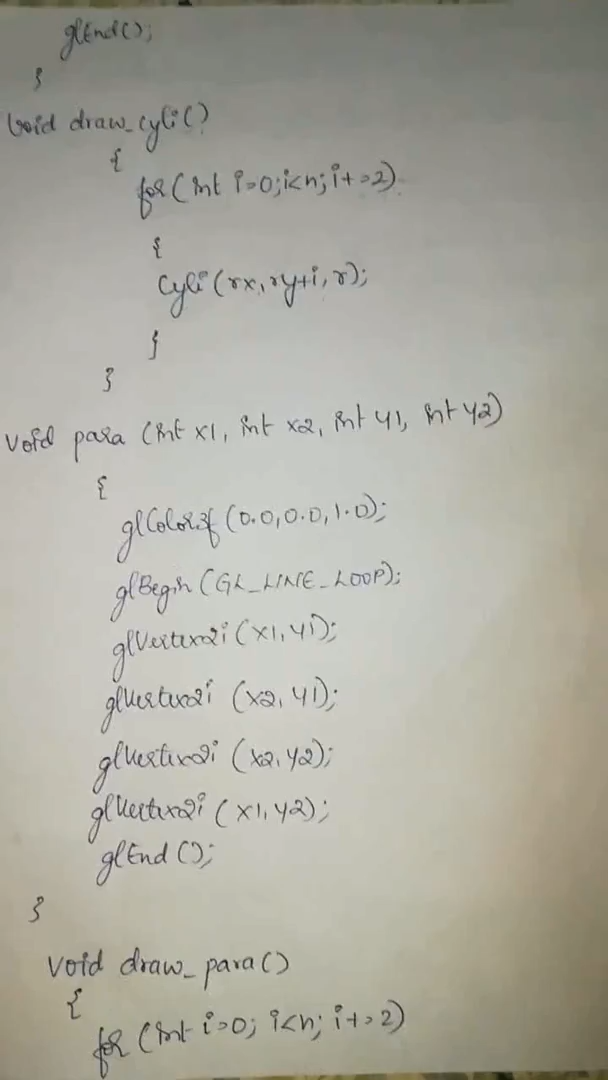 glEnd();
}
void draw_cyli()
{
for(int i=0;i<n;i+=2)
{
cyli(rx,ry+i,r);
}
}
void para (int x1, int x2, int y1, int y2)
{
glColor3f (0.0,0.0,1.0);
glBegin (GL_LINE_LOOP);
glVertex2i (x1,y1);
glVertex2i (x2,y1);
glVertex2i (x2,y2);
glVertex2i (x1,y2);
glEnd ();
}
void draw_para()
{
for (int i=0; i<n; i+=2)